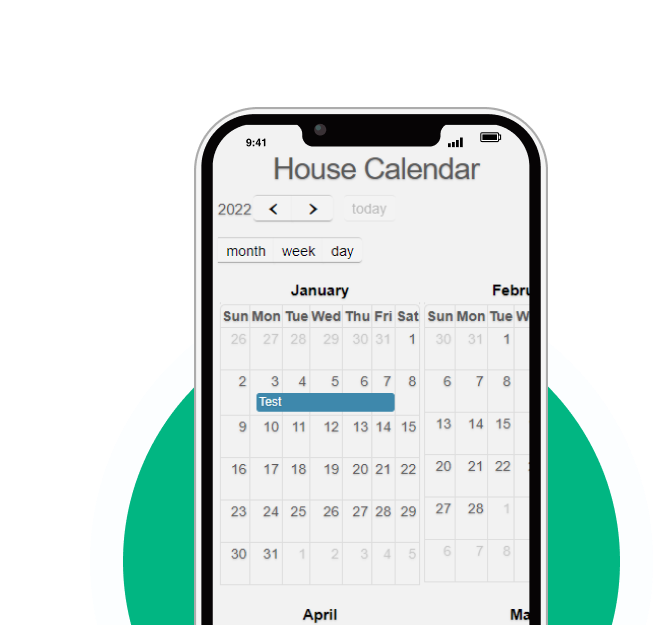 9:41
House Calendar
2022 < > today
month week day
January Febru
Sun Mon Tue Wed Thu Fri Sat Sun Mon Tue W
26 27 28 29 30 31 1 30 31 1
2 3 4 5 6 7 8 6 7 8
Test
9 10 11 12 13 14 15 13 14 15
16 17 18 19 20 21 22 20 21 22
23 24 25 26 27 28 29 27 28 1
30 31 1 2 3 4 5 6 7 8
April Ma